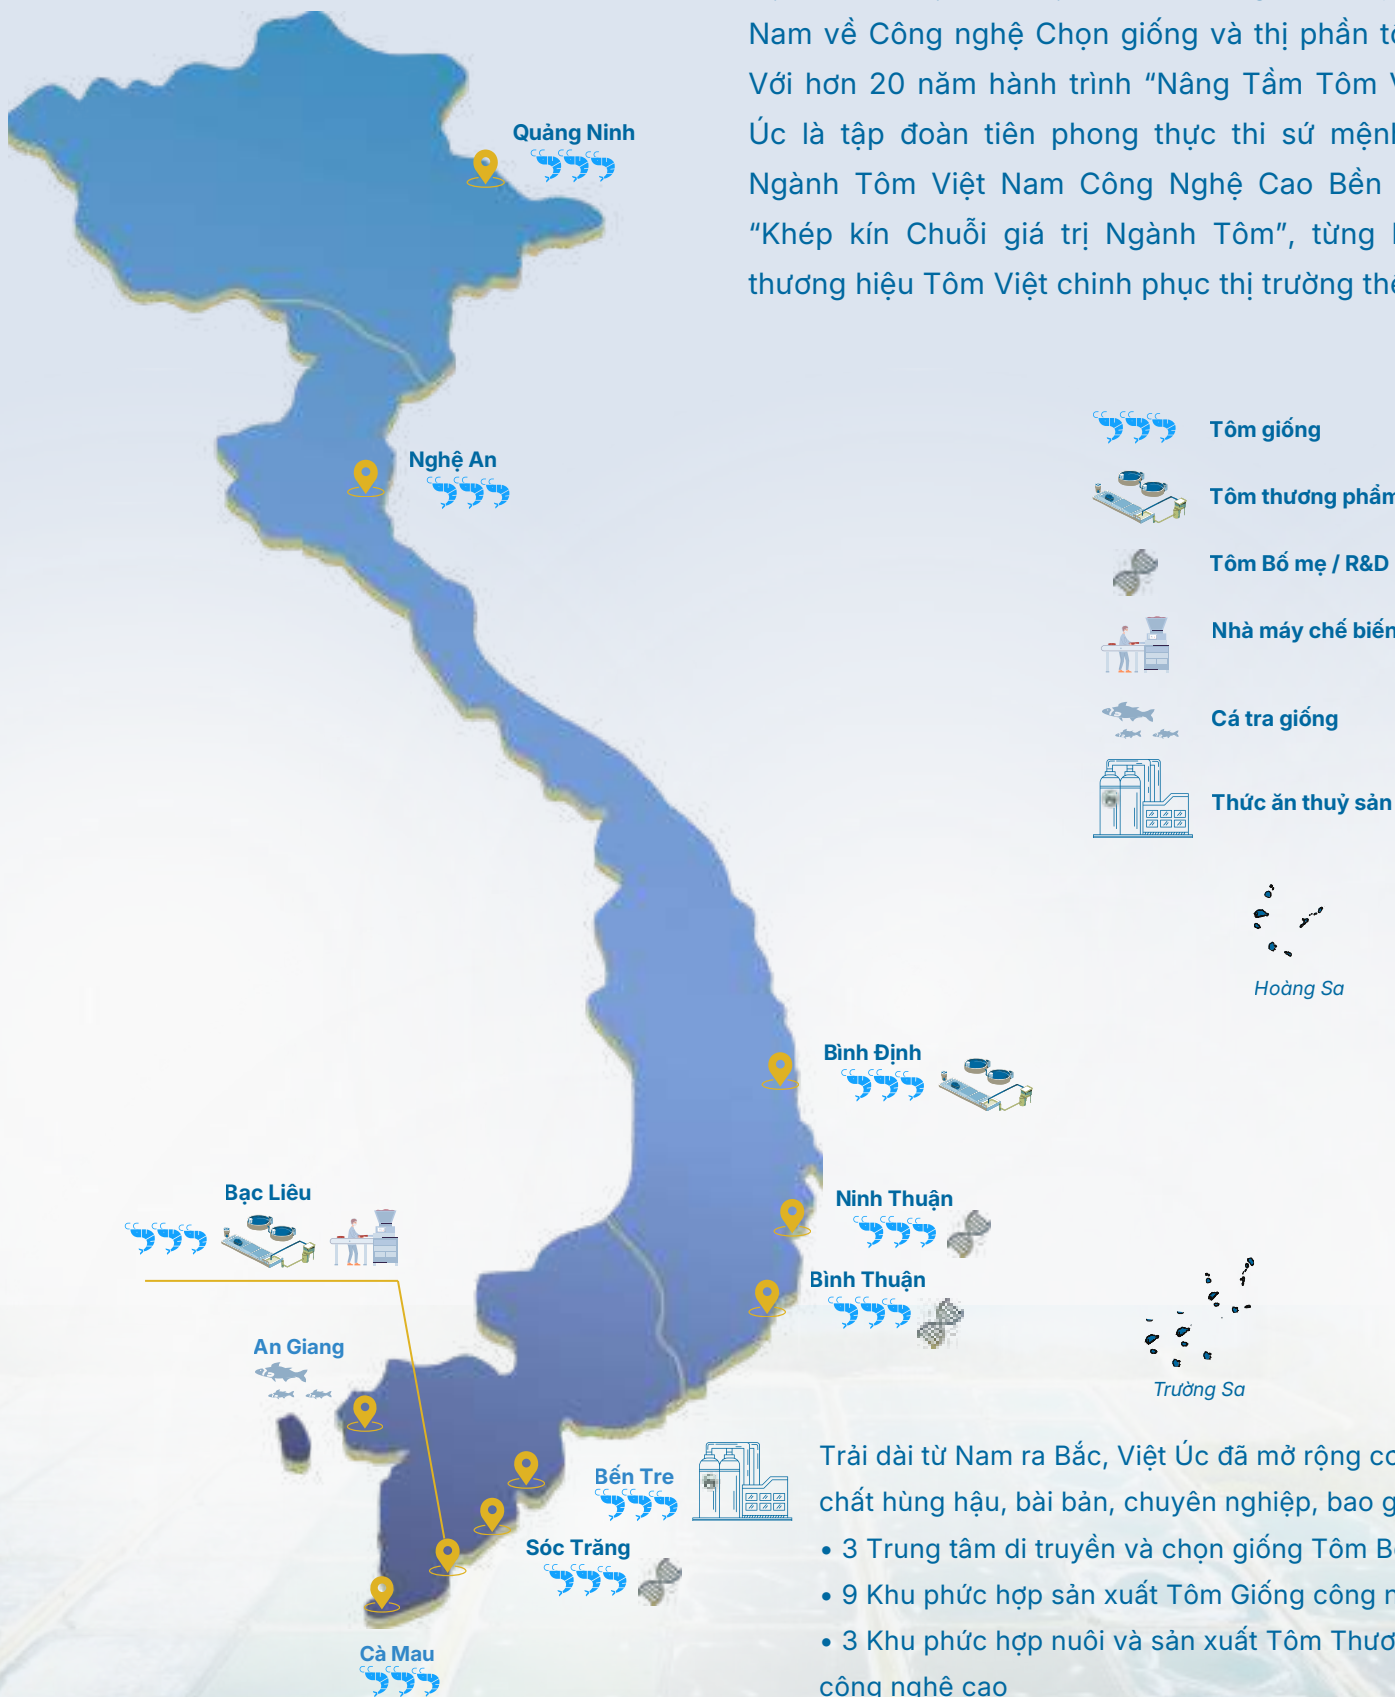 Nam về Công nghệ Chọn giống và thị phần
Với hơn 20 năm hành trình “Nâng Tầm Tôm
Úc là tập đoàn tiên phong thực thi sứ mệnh
Ngành Tôm Việt Nam Công Nghệ Cao Bền
“Khép kín Chuỗi giá trị Ngành Tôm”, từng
thương hiệu Tôm Việt chinh phục thị trường
Quảng Ninh
Nghệ An
Tôm giống
Tôm thương phẩm
Tôm Bố mẹ / R&D
Nhà máy chế biến
Cá tra giống
Thức ăn thuỷ sản
Hoàng Sa
Bình Định
Bạc Liêu
Ninh Thuận
Bình Thuận
An Giang
Trường Sa
Bến Tre
Sóc Trăng
Cà Mau
Trải dài từ Nam ra Bắc, Việt Úc đã mở rộng
chất hùng hậu, bài bản, chuyên nghiệp, bao
• 3 Trung tâm di truyền và chọn giống Tôm
• 9 Khu phức hợp sản xuất Tôm Giống công
• 3 Khu phức hợp nuôi và sản xuất Tôm
công nghệ cao